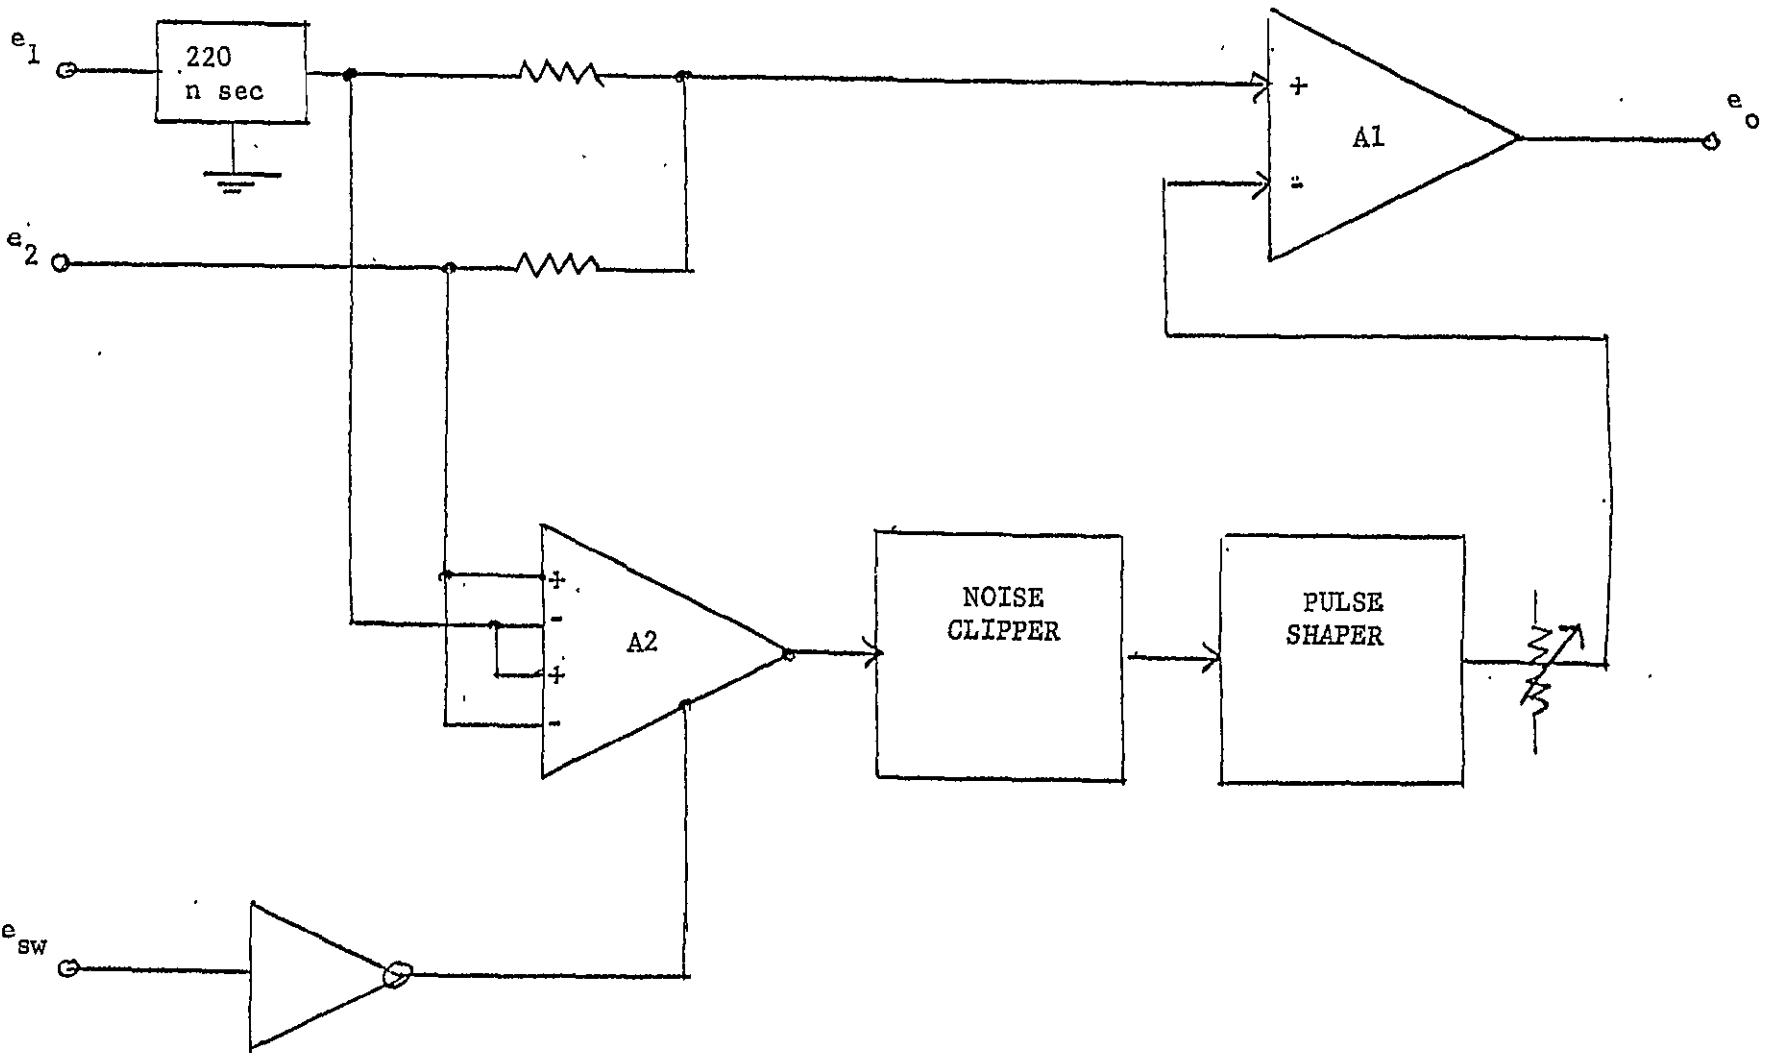 e1
220
n sec
+
A1
-
eo
e2
+
-
A2
+
-
NOISE
CLIPPER
PULSE
SHAPER
esw